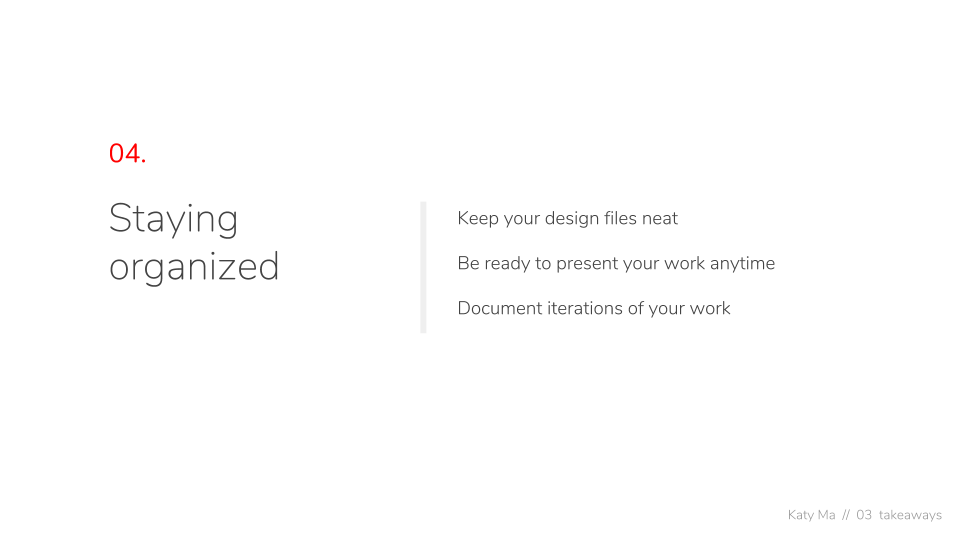 04.
Staying
organized
Keep your design files neat
Be ready to present your work anytime
Document iterations of your work
Katy Ma // 03 takeaways